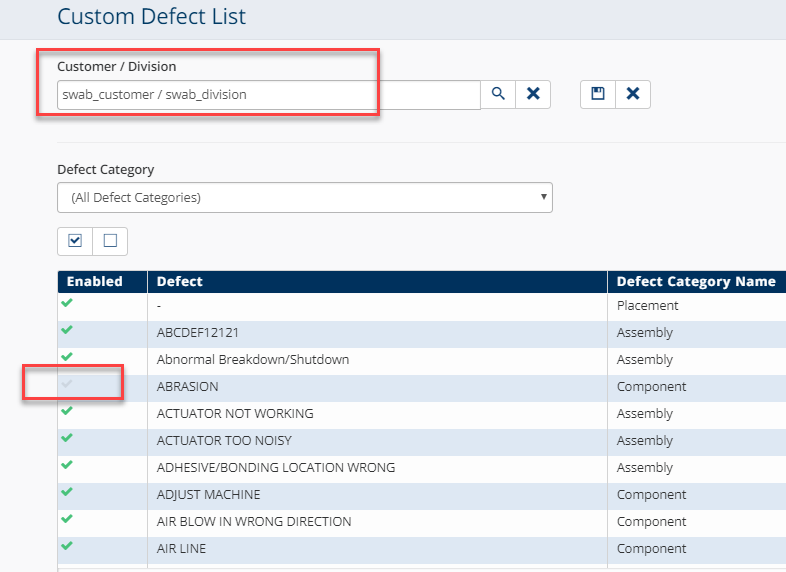 Custom Defect List
Customer / Division
swab_customer / swab_division
Defect Category
(All Defect Categories)
Enabled Defect Defect Category Name
- Placement
ABCDEF12121 Assembly
Abnormal Breakdown/Shutdown Assembly
ABRASION Component
ACTUATOR NOT WORKING Assembly
ACTUATOR TOO NOISY Assembly
ADHESIVE/BONDING LOCATION WRONG Assembly
ADJUST MACHINE Component
AIR BLOW IN WRONG DIRECTION Component
AIR LINE Component